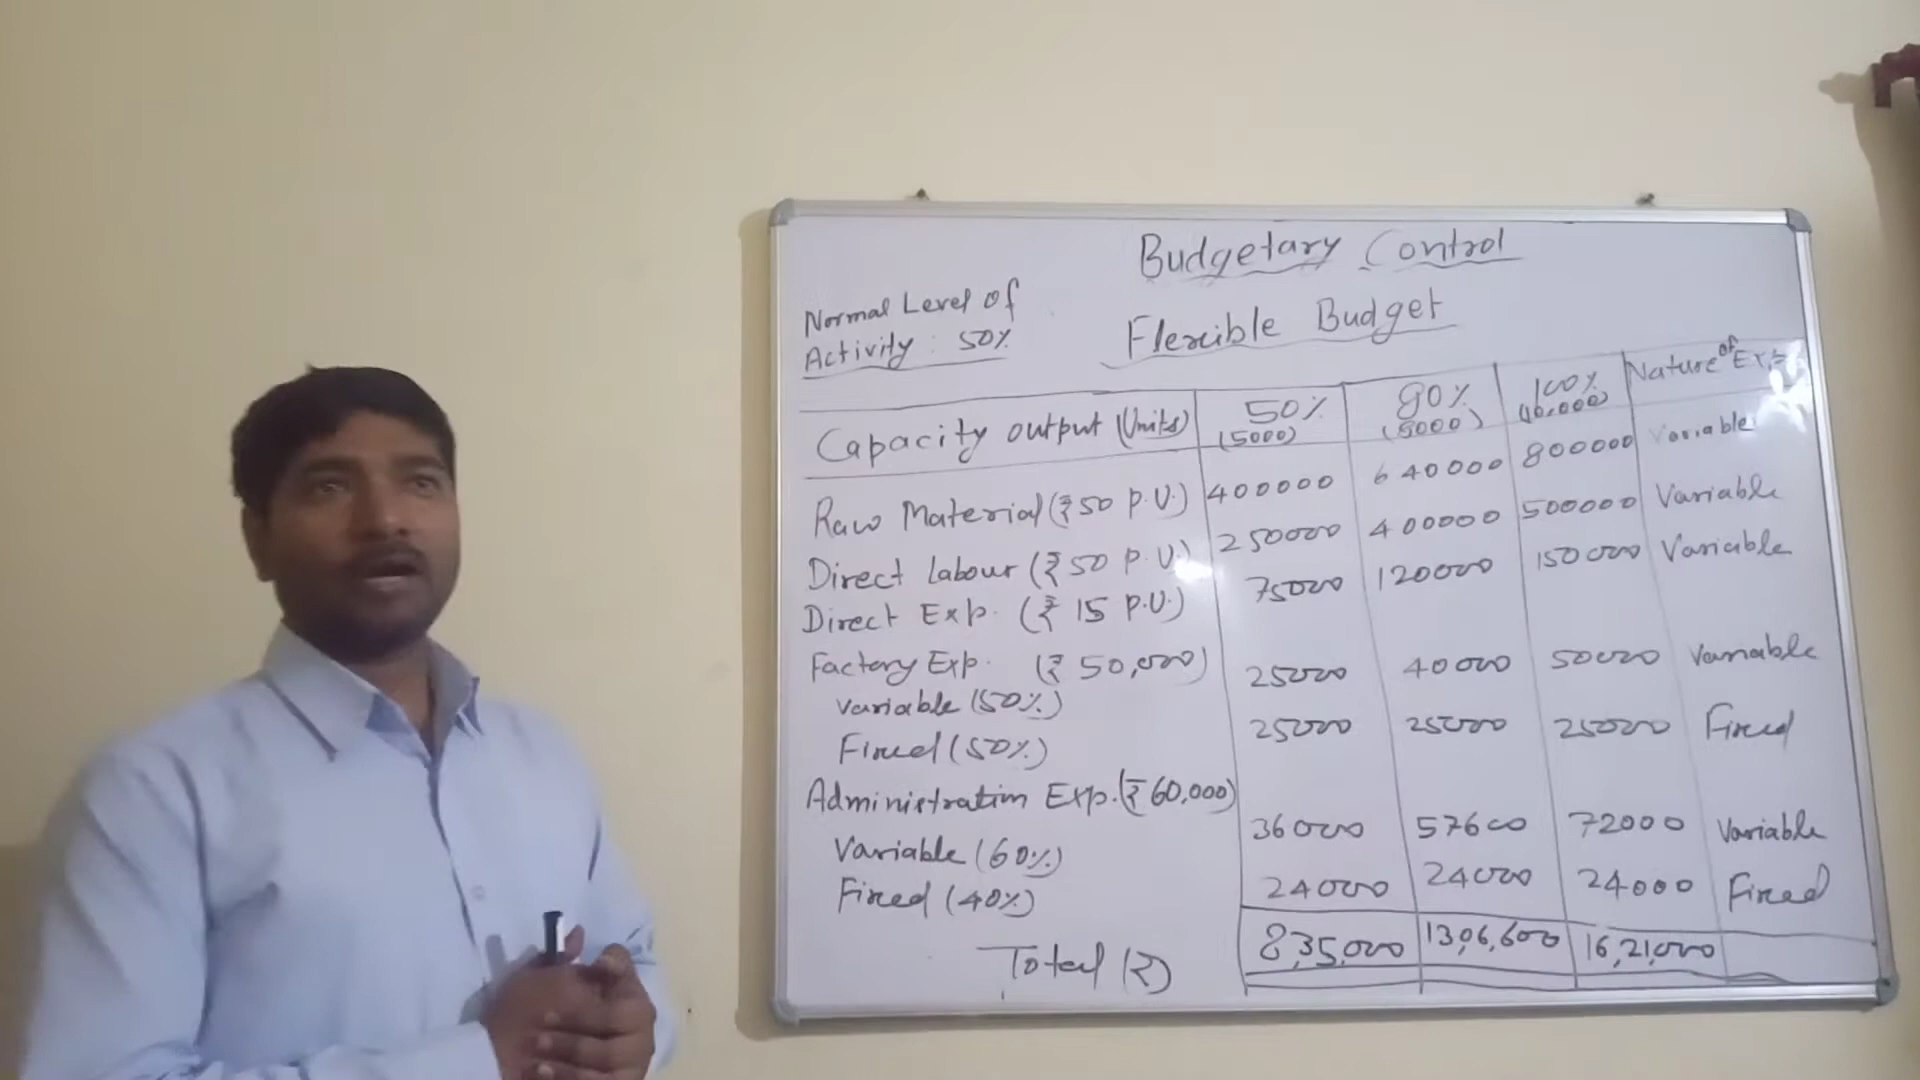 Budgetary Control
Normal Level of
Activity : 50%
Flexible Budget
Capacity output (Units) 50% (5000) 80% (8000) 100% (10,000) Nature of Exp.
Raw Material (₹50 P.U.) 400000 640000 800000 Variable
Direct labour (₹50 P.U.) 250000 400000 500000 Variable
Direct Exp. (₹ 15 P.U.) 75000 120000 150000 Variable
Factory Exp. (₹ 50,000)
Variable (50%) 25000 40000 50000 Variable
Fixed (50%) 25000 25000 25000 Fixed
Administration Exp. (₹60,000)
Variable (60%) 36000 57600 72000 Variable
Fixed (40%) 24000 24000 24000 Fixed
Total (₹) 8,35,000 13,06,600 16,21,000